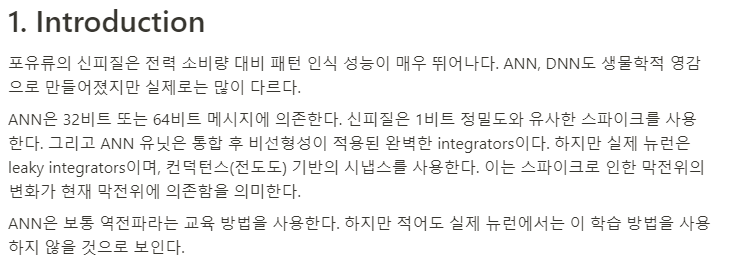 1. Introduction
포유류의 신피질은 전력 소비량 대비 패턴 인식 성능이 매우 뛰어나다. ANN, DNN도 생물학적 영감
으로 만들어졌지만 실제로는 많이 다르다.
ANN은 32비트 또는 64비트 메시지에 의존한다. 신피질은 1비트 정밀도와 유사한 스파이크를 사용
한다. 그리고 ANN 유닛은 통합 후 비선형성이 적용된 완벽한 integrators이다. 하지만 실제 뉴런은
leaky integrators이며, 컨덕턴스(전도도) 기반의 시냅스를 사용한다. 이는 스파이크로 인한 막전위의
변화가 현재 막전위에 의존함을 의미한다.
ANN은 보통 역전파라는 교육 방법을 사용한다. 하지만 적어도 실제 뉴런에서는 이 학습 방법을 사용
하지 않을 것으로 보인다.